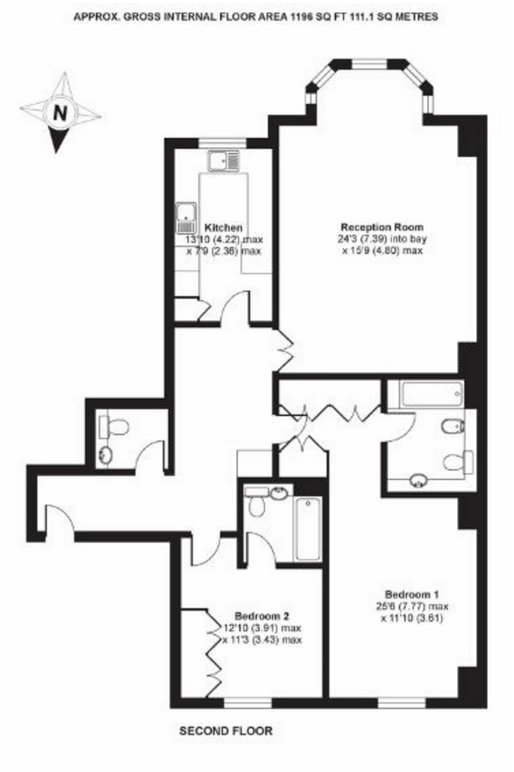 APPROX. GROSS INTERNAL FLOOR AREA 1196 SQ FT 111.1 SQ METRES
N
Kitchen
13'10 (4.22) max
x 7'9 (2.36) max
Reception Room
24'3 (7.39) into bay
x 15'9 (4.80) max
Bedroom 1
25'6 (7.77) max
x 11'10 (3.61)
Bedroom 2
12'10 (3.91) max
x 11'3 (3.43) max
SECOND FLOOR